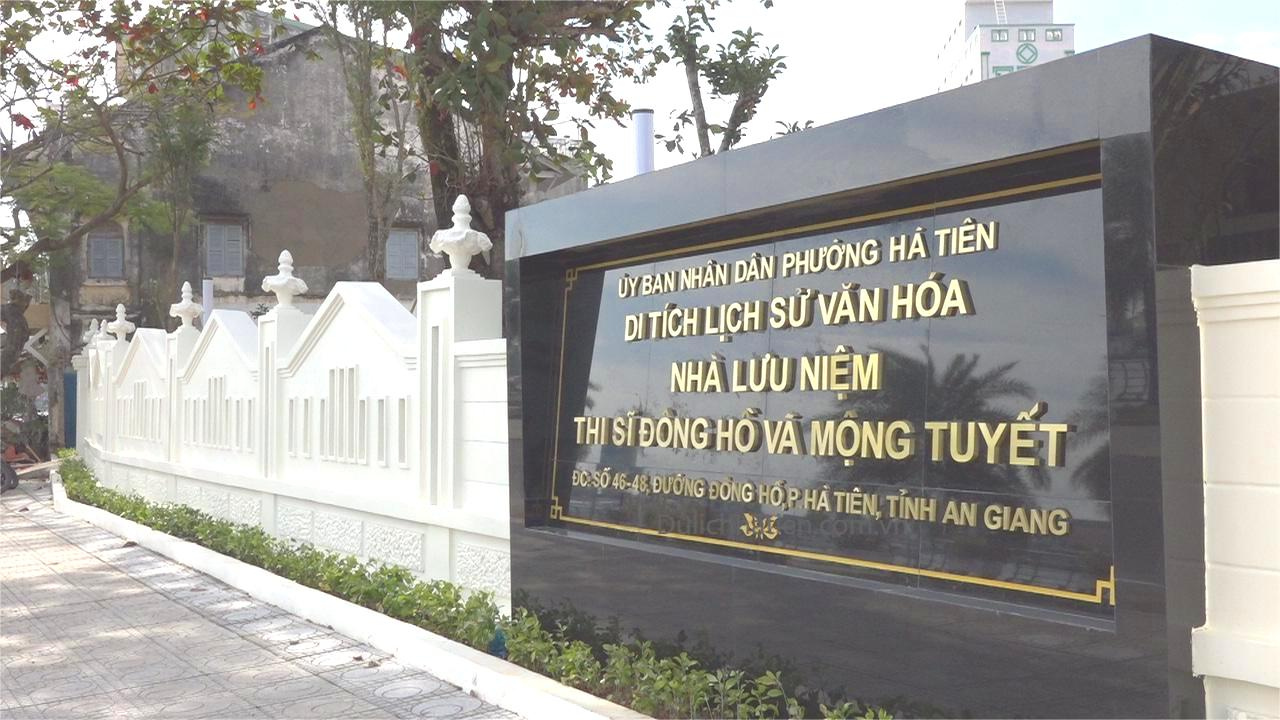 ỦY BAN NHÂN DÂN PHƯỜNG HÀ TIÊN
DI TÍCH LỊCH SỬ VĂN HÓA
NHÀ LƯU NIỆM
THI SĨ ĐÔNG HỒ VÀ MỘNG TUYẾT
ĐC: SỐ 46-48, ĐƯỜNG ĐÔNG HỒ, P. HÀ TIÊN, TỈNH AN GIANG